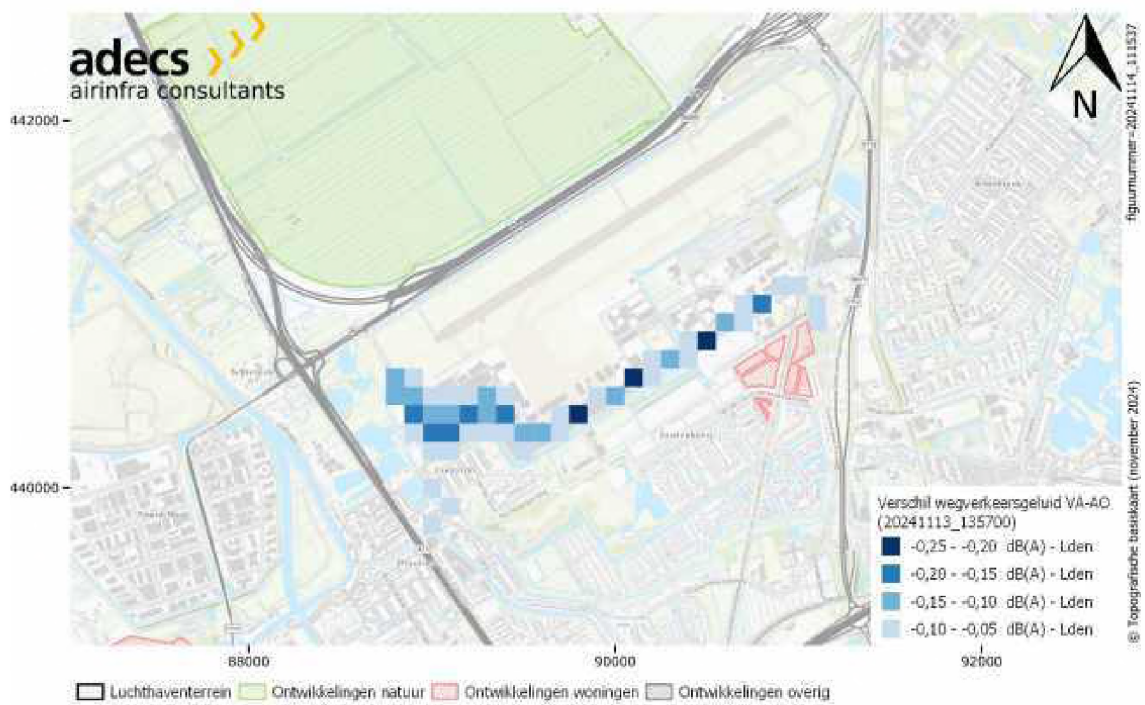 adecs
airinfra consultants
N
figuurnummer=20241114_111537
442000
440000
88000
90000
92000
Verschil wegverkeersgeluid VA-AO
(20241113_135700)
-0,25 - -0,20 dB(A) - Lden
-0,20 - -0,15 dB(A) - Lden
-0,15 - -0,10 dB(A) - Lden
-0,10 - -0,05 dB(A) - Lden
© Topografische basiskaart (november 2024)
Luchthaventerrein
Ontwikkelingen natuur
Ontwikkelingen woningen
Ontwikkelingen overig